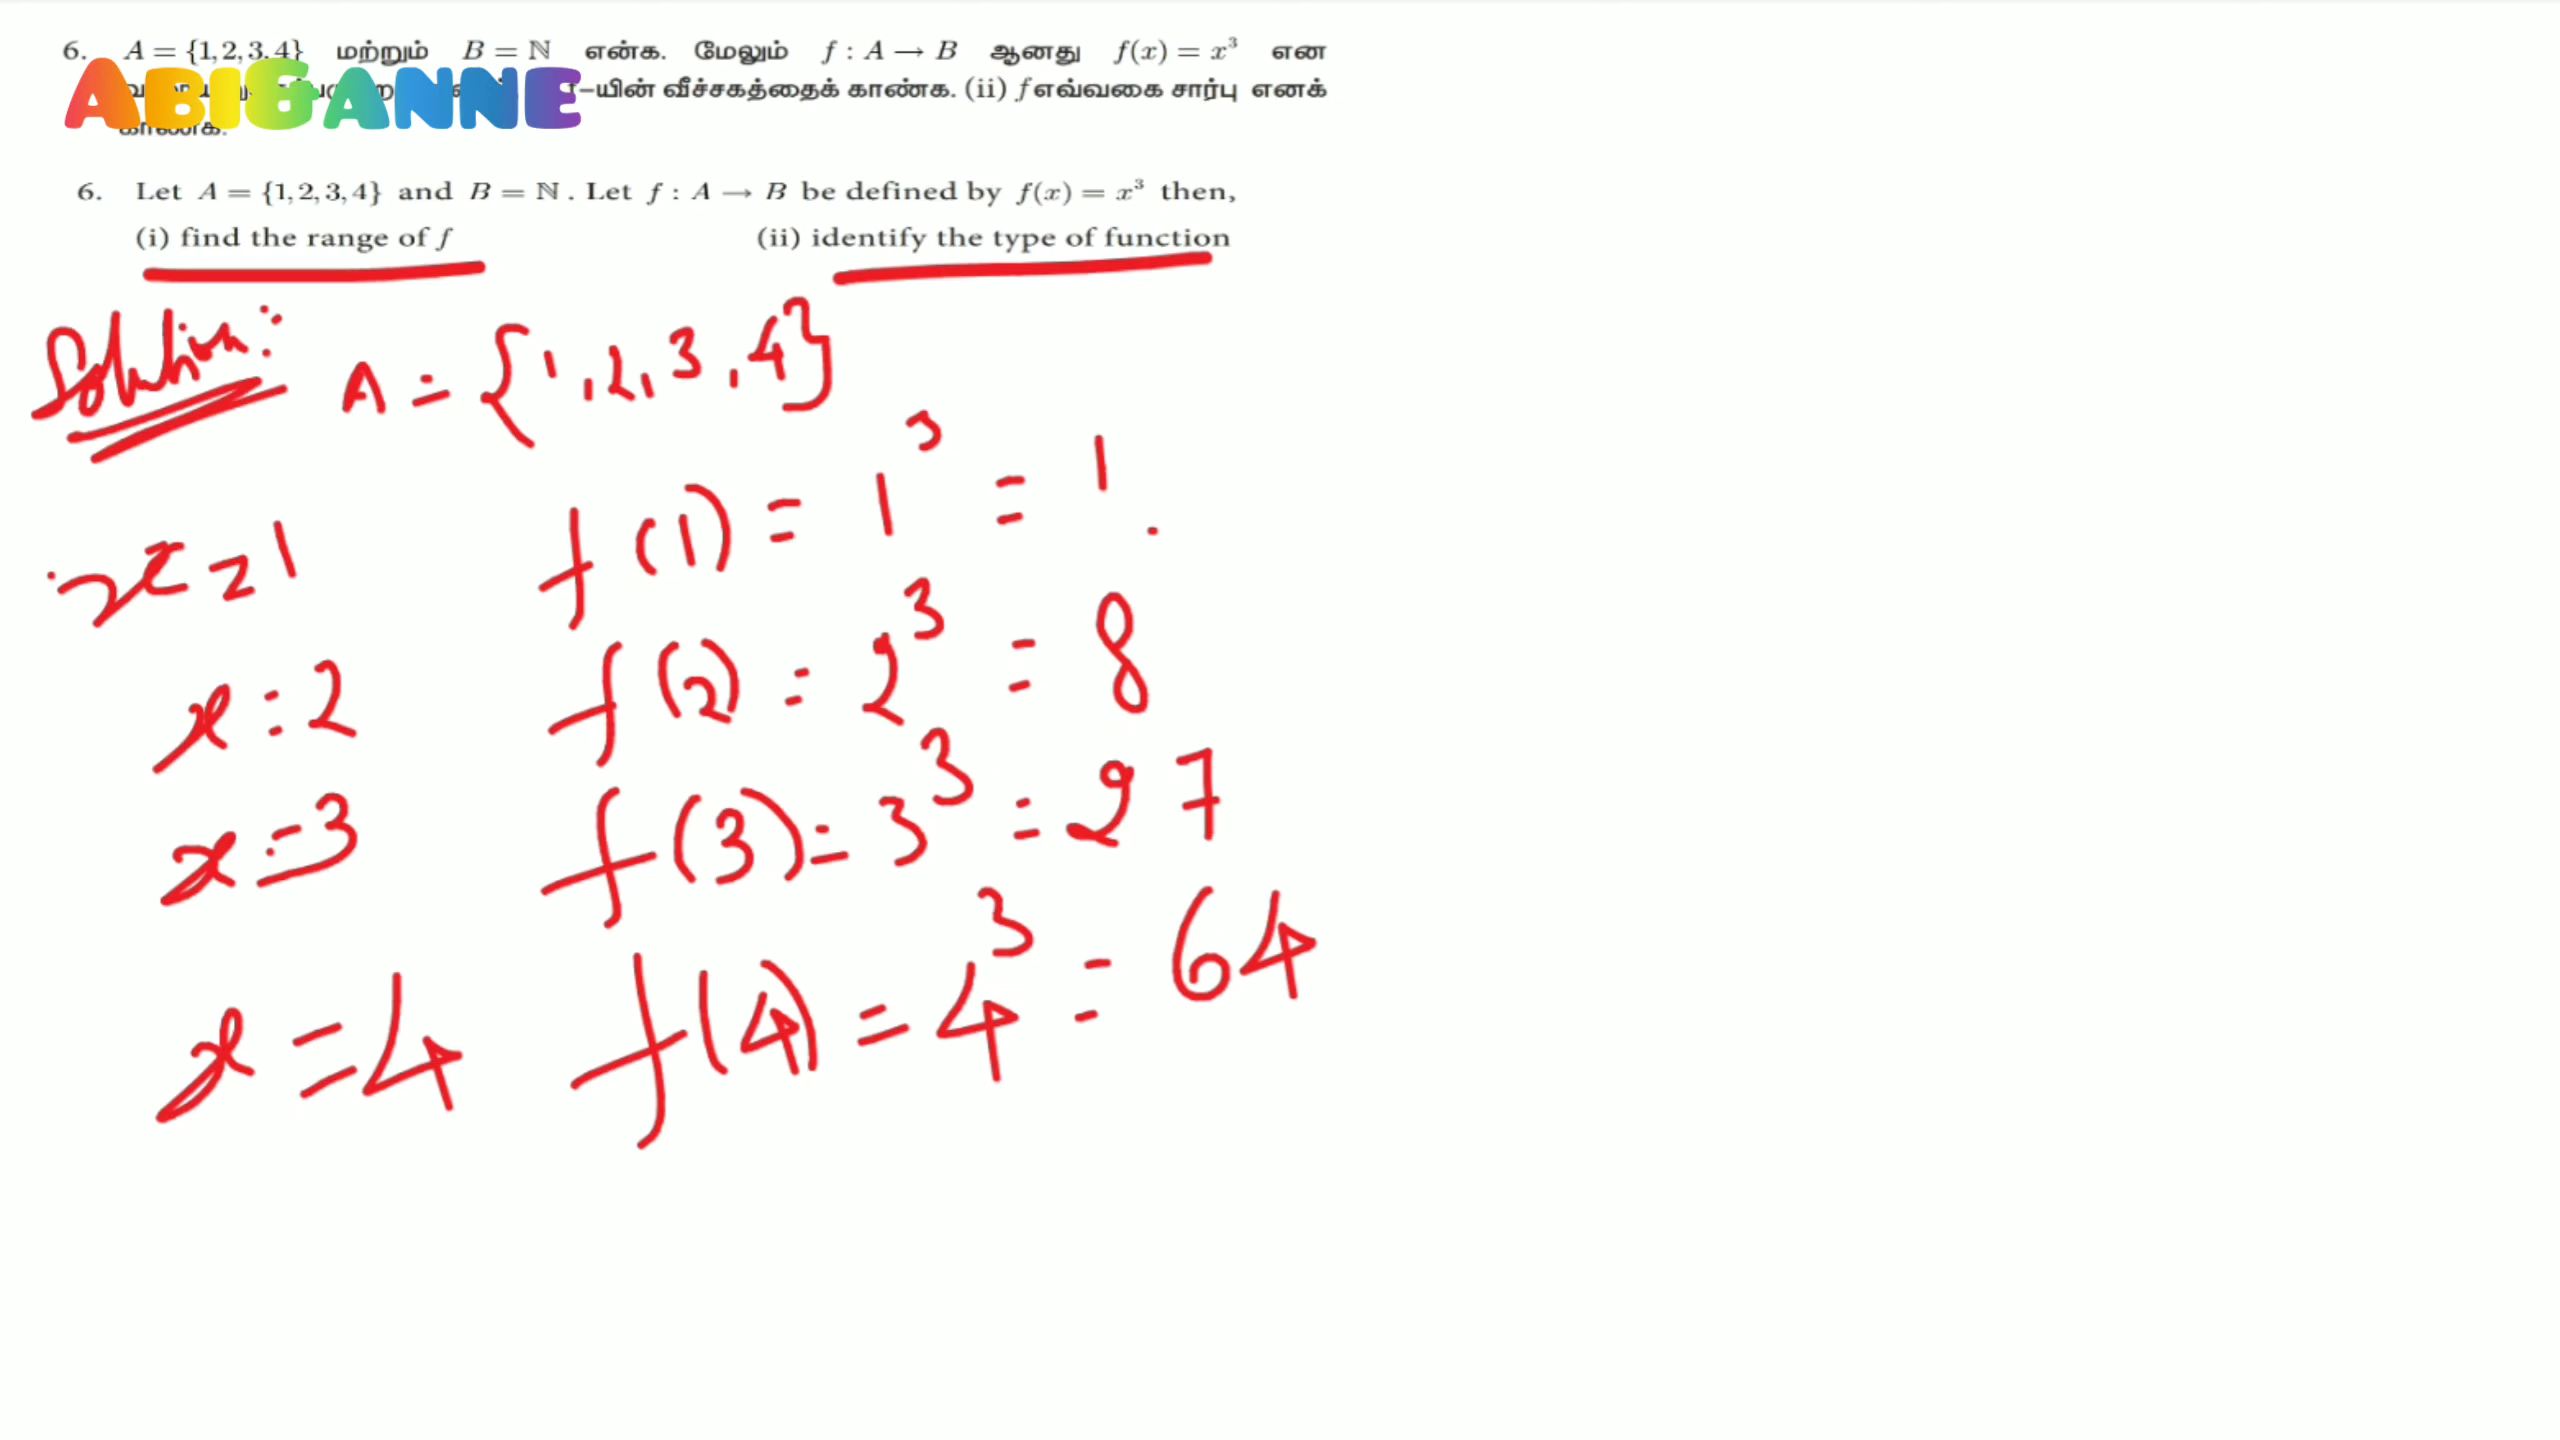 6. A = {1,2,3,4} மற்றும் B = ℕ என்க. மேலும் f : A → B ஆனது f(x) = x³ என
ABIGANNE
–யின் வீச்சகத்தைக் காண்க. (ii) f எவ்வகை சார்பு எனக்
காண்க.
6. Let A = {1,2,3,4} and B = ℕ. Let f : A → B be defined by f(x) = x³ then,
(i) find the range of f (ii) identify the type of function
Solution:
A = {1,2,3,4}
x=1 f(1) = 1³ = 1.
x=2 f(2) = 2³ = 8
x=3 f(3) = 3³ = 27
x=4 f(4) = 4³ = 64